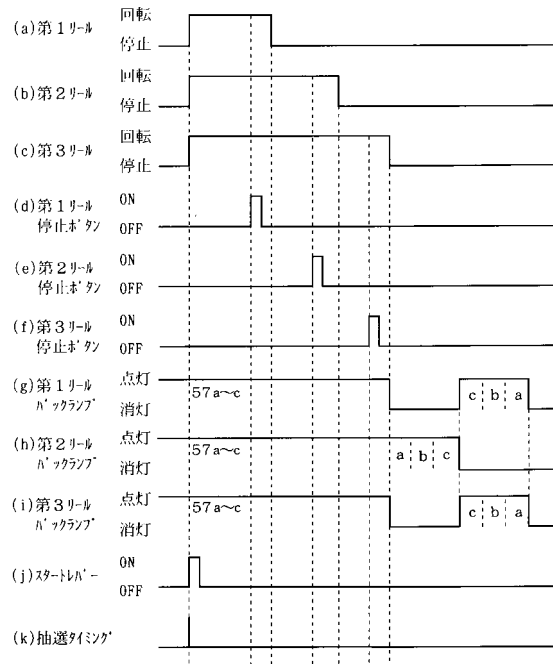 (a)第1リール
回転
停止
(b)第2リール
回転
停止
(c)第3リール
回転
停止
(d)第1リール
停止ボタン
ON
OFF
(e)第2リール
停止ボタン
ON
OFF
(f)第3リール
停止ボタン
ON
OFF
(g)第1リール
バックランプ
点灯
消灯
57a～c
c b a
(h)第2リール
バックランプ
点灯
消灯
57a～c
a b c
(i)第3リール
バックランプ
点灯
消灯
57a～c
c b a
(j)スタートレバー
ON
OFF
(k)抽選タイミング